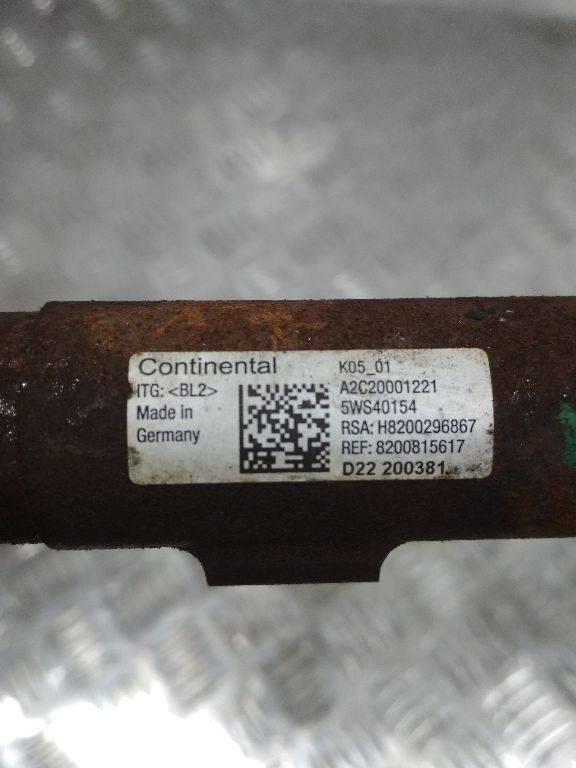 Continental
ITG: <BL2>
Made in
Germany
K05_01
A2C20001221
5WS40154
RSA: H8200296867
REF: 8200815617
D22 200381